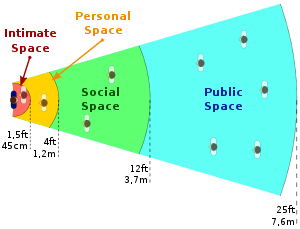 Intimate
Space
Personal
Space
Social
Space
Public
Space
1,5ft
45cm
4ft
1,2m
12ft
3,7m
25ft
7,6m